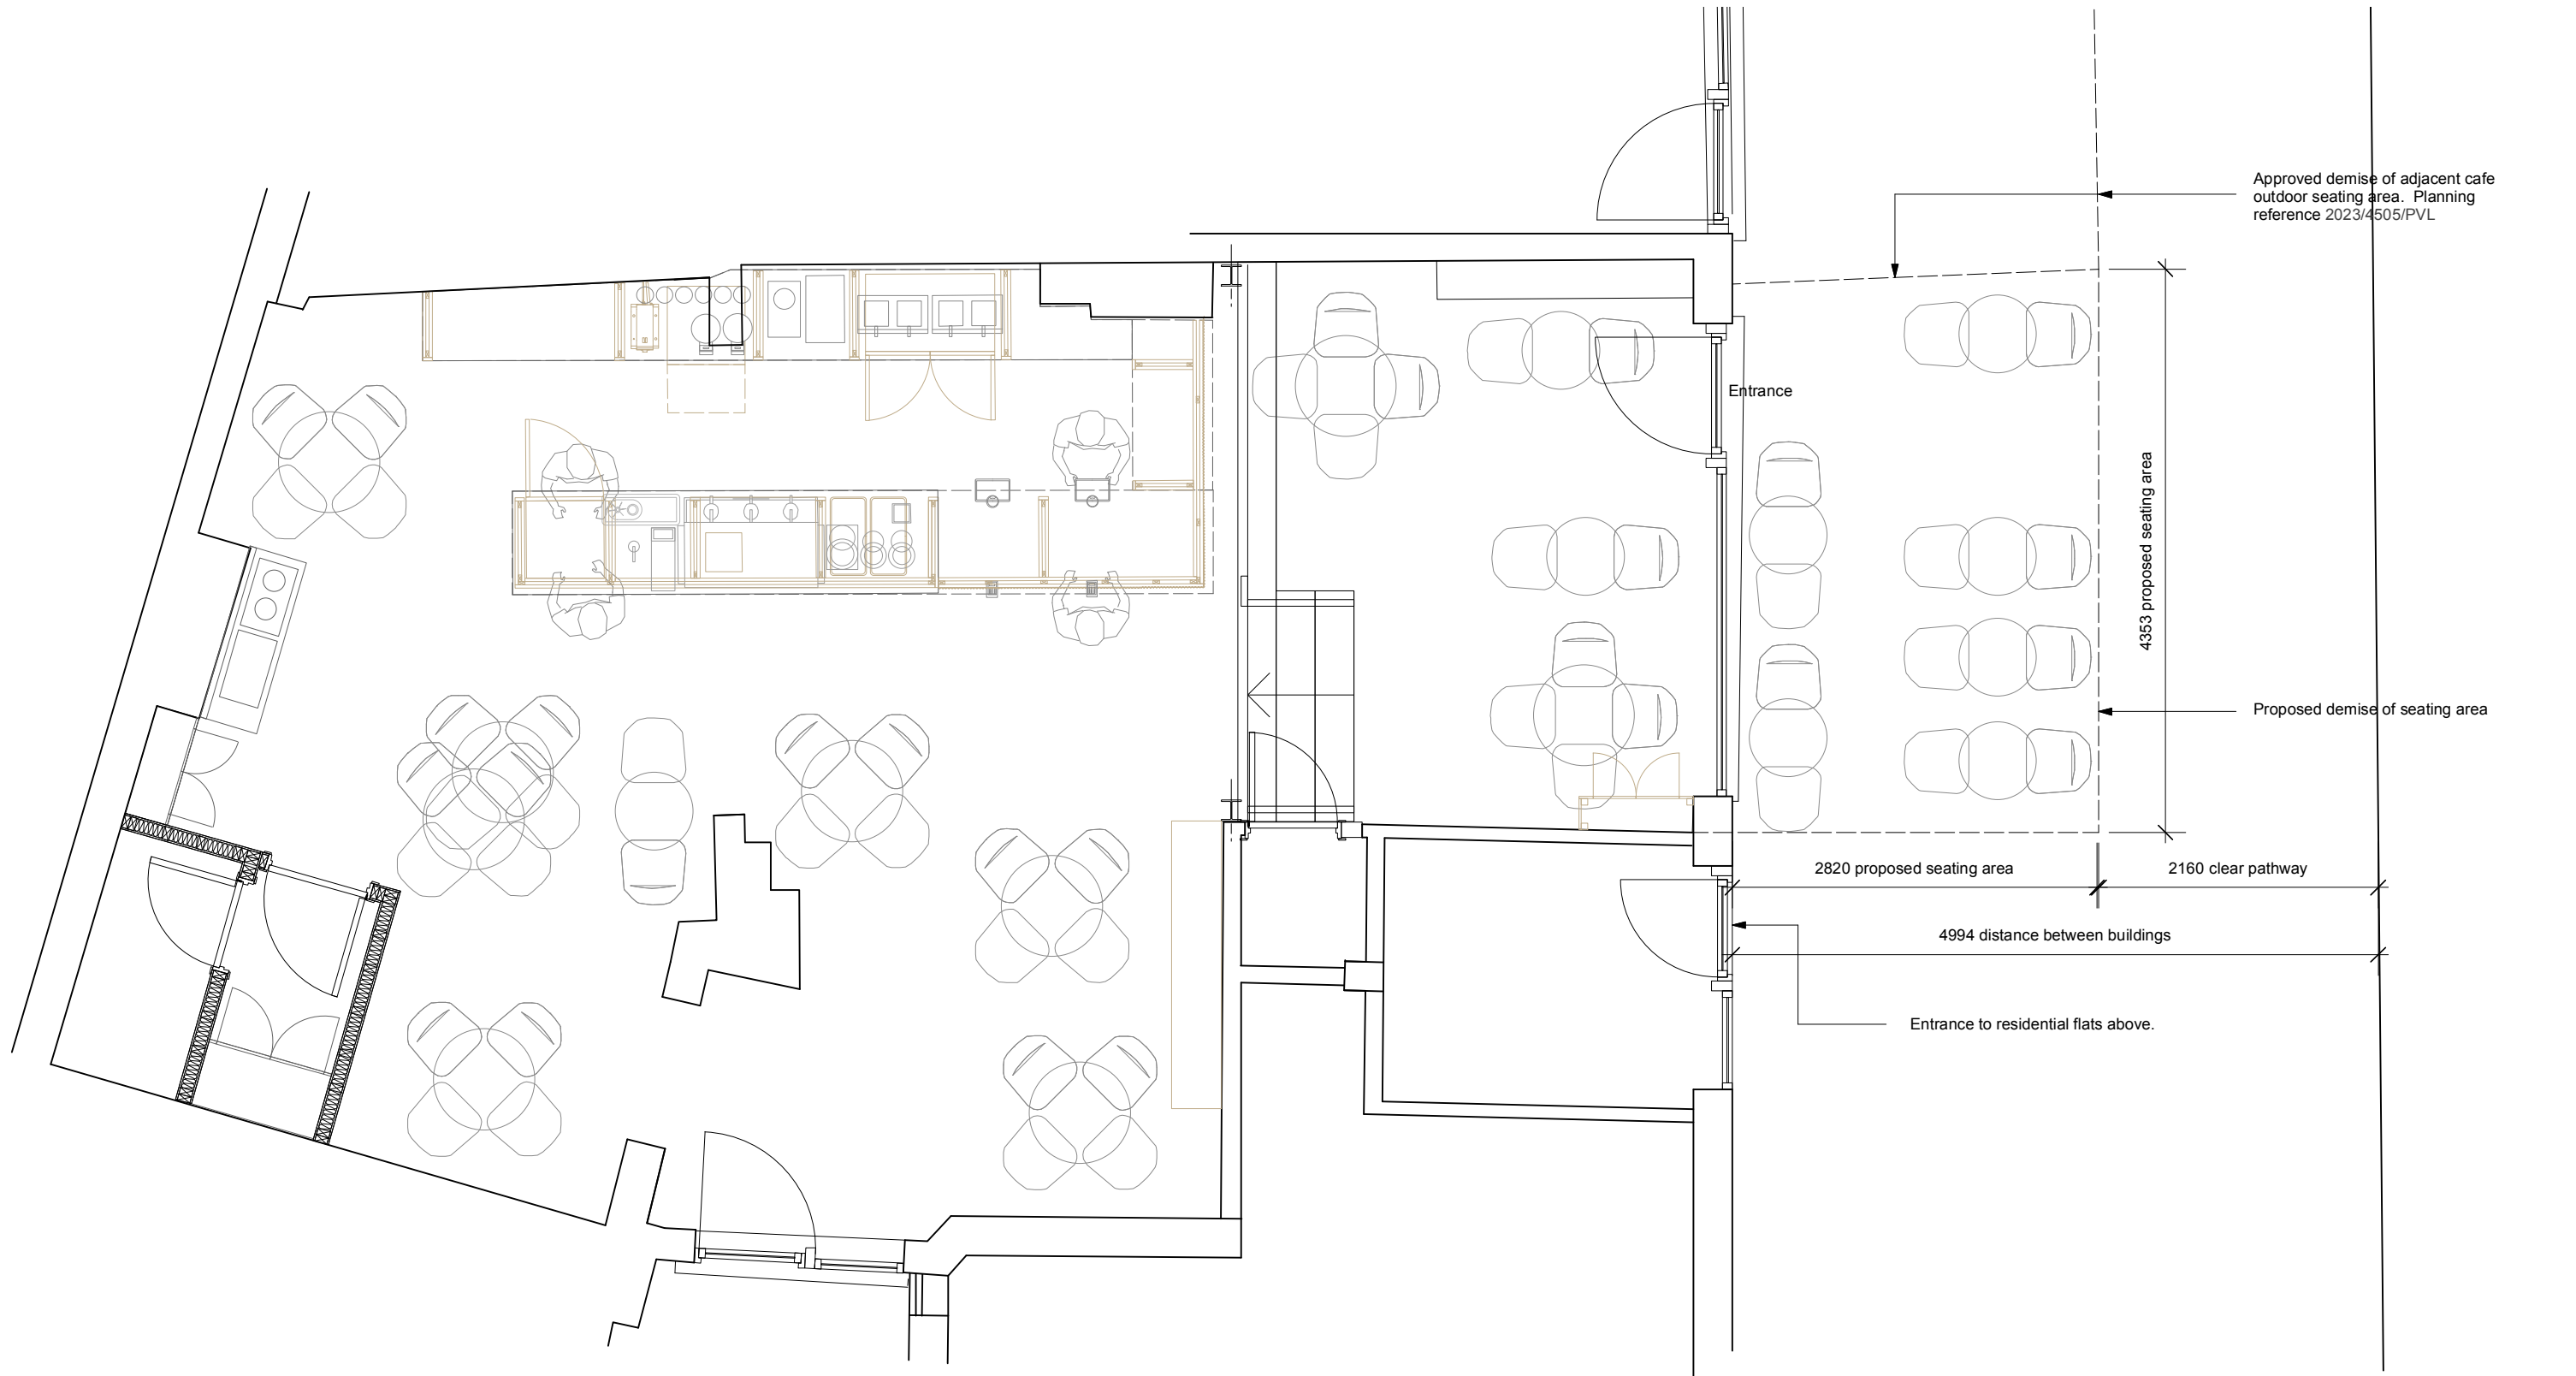 Approved demise of adjacent cafe
outdoor seating area. Planning
reference 2023/4505/PVL
Entrance
4353 proposed seating area
Proposed demise of seating area
2820 proposed seating area
2160 clear pathway
4994 distance between buildings
Entrance to residential flats above.